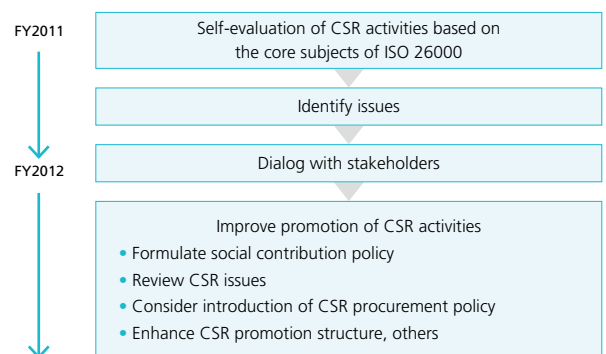 FY2011
Self-evaluation of CSR activities based on
the core subjects of ISO 26000
Identify issues
FY2012
Dialog with stakeholders
Improve promotion of CSR activities
• Formulate social contribution policy
• Review CSR issues
• Consider introduction of CSR procurement policy
• Enhance CSR promotion structure, others